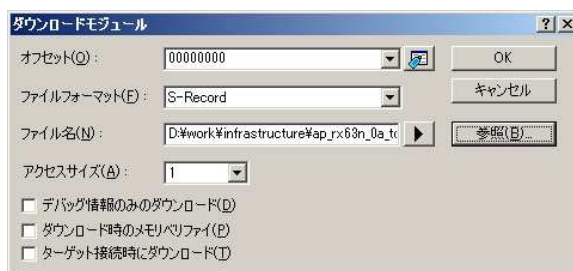 ダウンロードモジュール
オフセット(O): 00000000 OK
ファイルフォーマット(F): S-Record キャンセル
ファイル名(N): D:¥work¥infrastructure¥ap_rx63n_0a_to 参照(B)...
アクセスサイズ(A): 1
デバッグ情報のみのダウンロード(D)
ダウンロード時のメモリベリファイ(P)
ターゲット接続時にダウンロード(T)